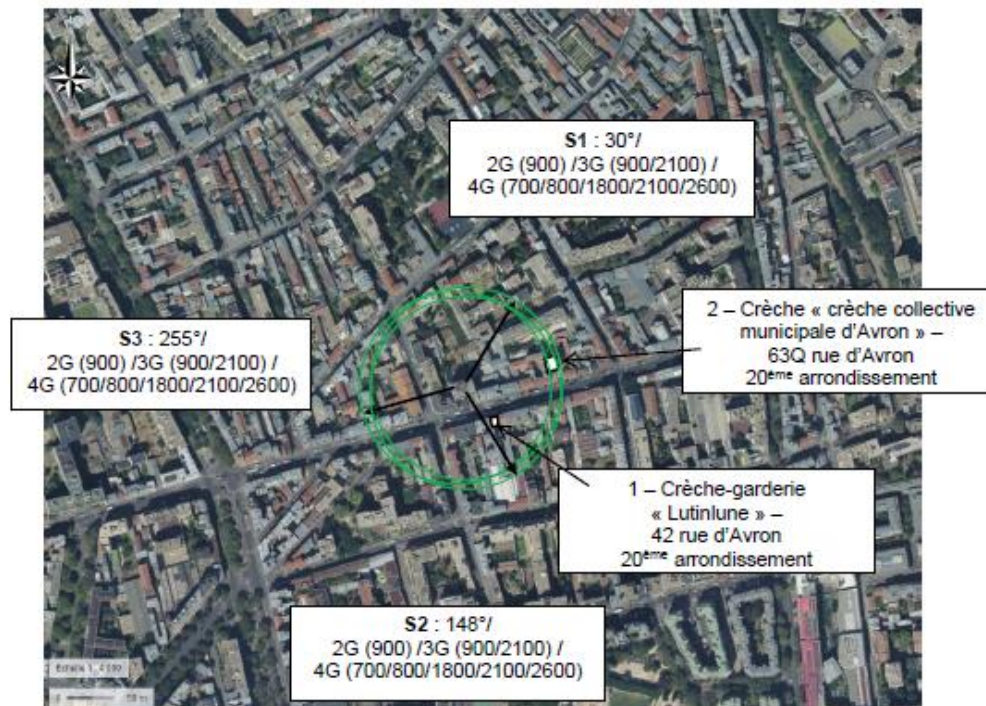 S1 : 30°/
2G (900) /3G (900/2100) /
4G (700/800/1800/2100/2600)
2 – Crèche « crèche collective
municipale d'Avron » –
63Q rue d'Avron
20ème arrondissement
S3 : 255°/
2G (900) /3G (900/2100) /
4G (700/800/1800/2100/2600)
1 – Crèche-garderie
« Lutinlune » –
42 rue d'Avron
20ème arrondissement
S2 : 148°/
2G (900) /3G (900/2100) /
4G (700/800/1800/2100/2600)
0